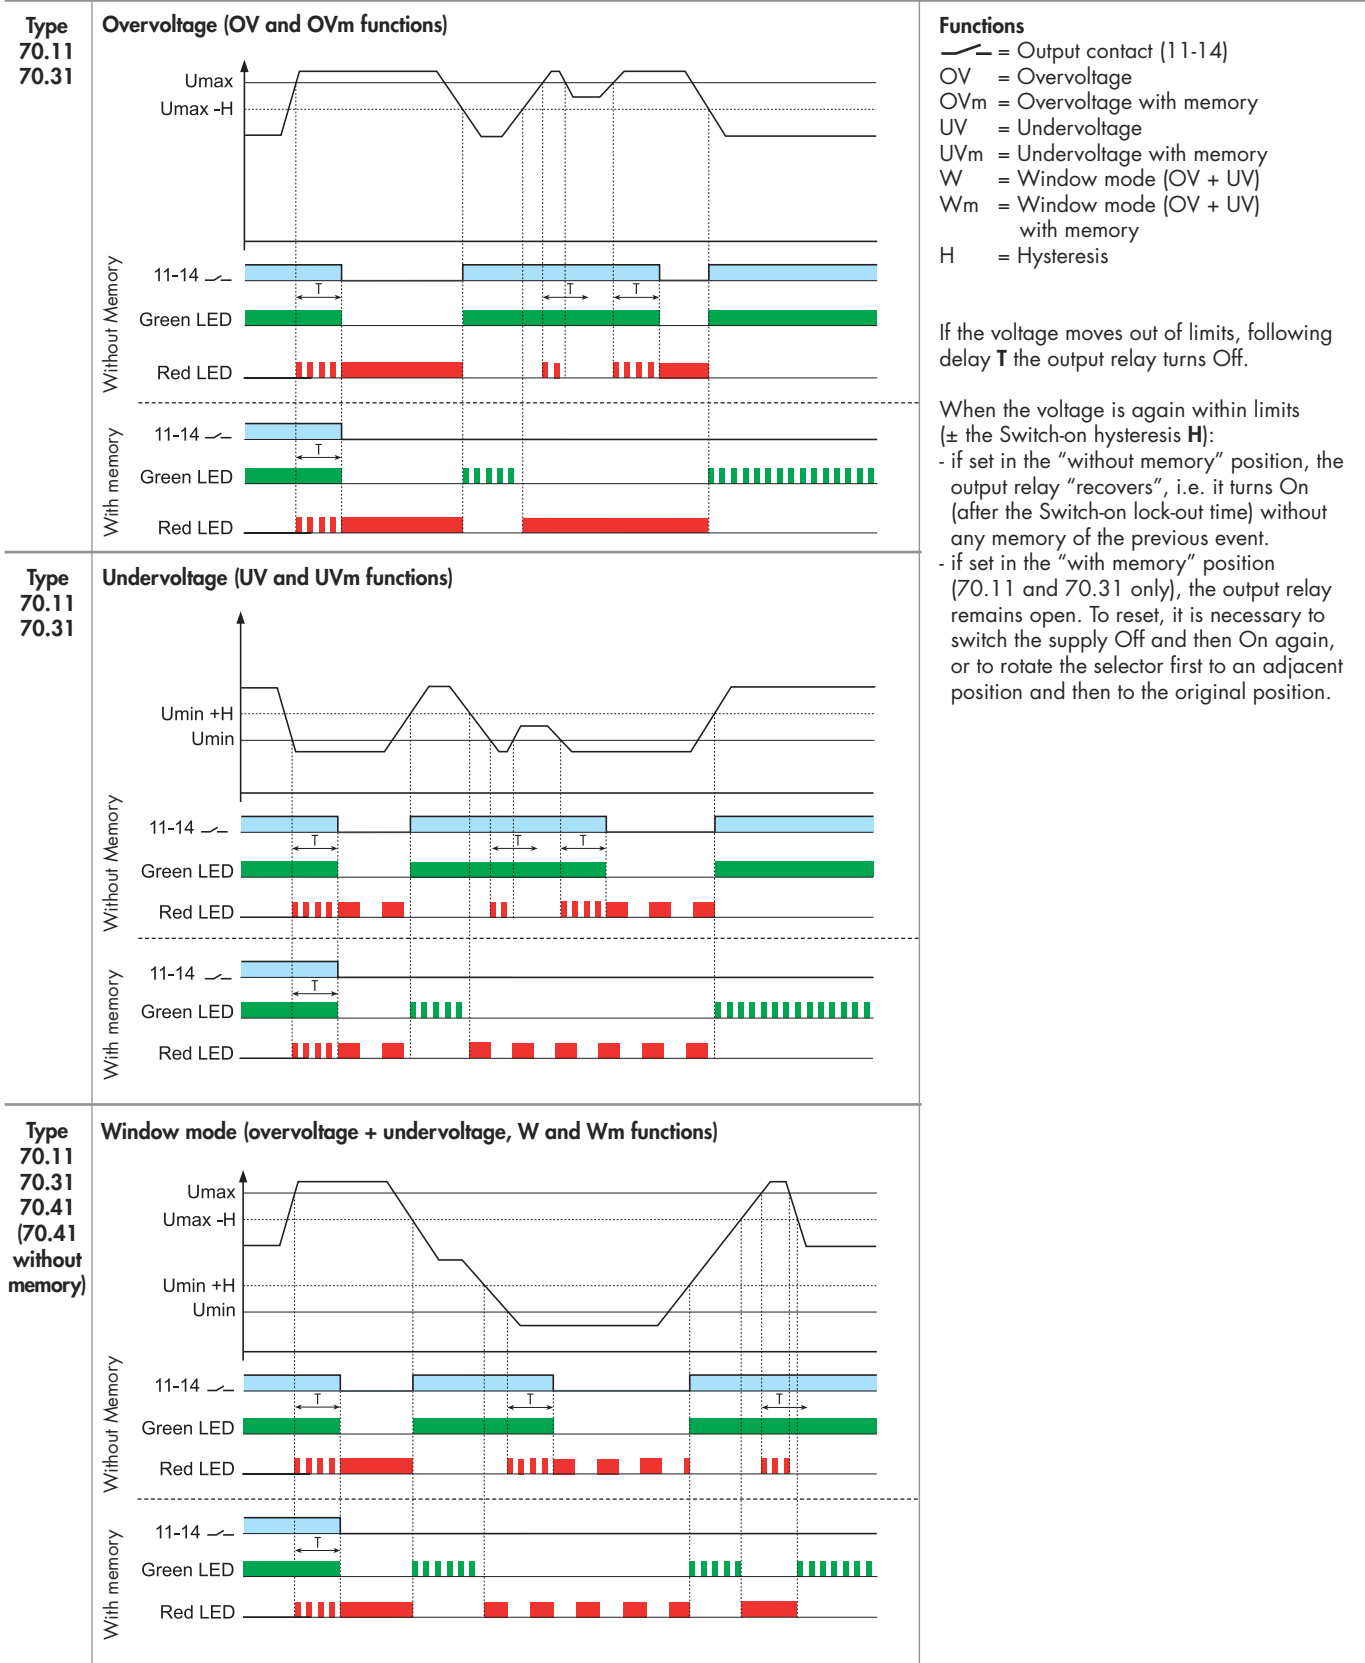 Type
70.11
70.31
Overvoltage (OV and OVm functions)
Umax
Umax -H
Without Memory
11-14
T
T
T
Green LED
Red LED
With memory
11-14
T
Green LED
Red LED
Type
70.11
70.31
Undervoltage (UV and UVm functions)
Umin +H
Umin
Without Memory
11-14
T
T
T
Green LED
Red LED
With memory
11-14
T
Green LED
Red LED
Type
70.11
70.31
70.41
(70.41
without
memory)
Window mode (overvoltage + undervoltage, W and Wm functions)
Umax
Umax -H
Umin +H
Umin
Without Memory
11-14
T
T
T
Green LED
Red LED
With memory
11-14
T
Green LED
Red LED
Functions
= Output contact (11-14)
OV = Overvoltage
OVm = Overvoltage with memory
UV = Undervoltage
UVm = Undervoltage with memory
W = Window mode (OV + UV)
Wm = Window mode (OV + UV)
with memory
H = Hysteresis
If the voltage moves out of limits, following
delay T the output relay turns Off.
When the voltage is again within limits
(± the Switch-on hysteresis H):
- if set in the “without memory” position, the
output relay “recovers”, i.e. it turns On
(after the Switch-on lock-out time) without
any memory of the previous event.
- if set in the “with memory” position
(70.11 and 70.31 only), the output relay
remains open. To reset, it is necessary to
switch the supply Off and then On again,
or to rotate the selector first to an adjacent
position and then to the original position.